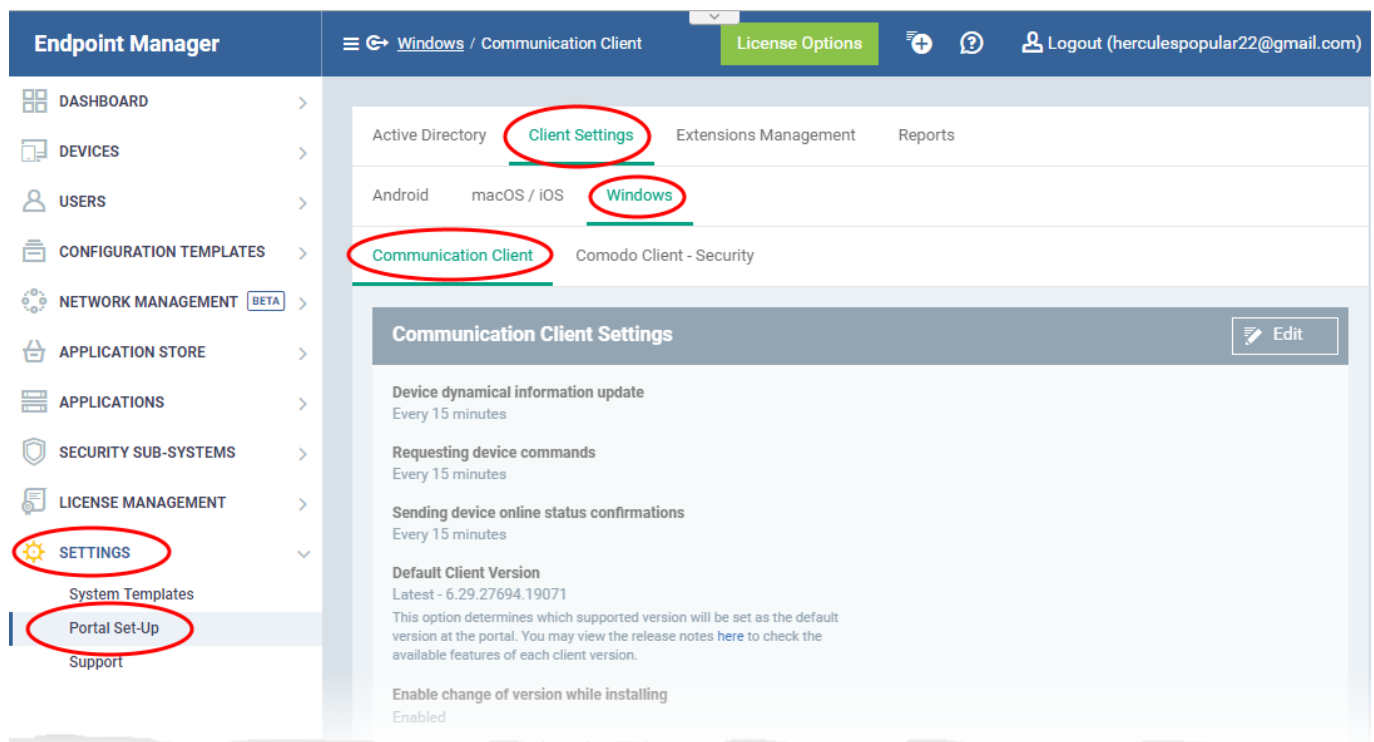 Endpoint Manager
Windows / Communication Client
License Options
Logout (herculespopular22@gmail.com)
DASHBOARD
DEVICES
USERS
CONFIGURATION TEMPLATES
NETWORK MANAGEMENT BETA
APPLICATION STORE
APPLICATIONS
SECURITY SUB-SYSTEMS
LICENSE MANAGEMENT
SETTINGS
System Templates
Portal Set-Up
Support
Active Directory Client Settings Extensions Management Reports
Android macOS / iOS Windows
Communication Client Comodo Client - Security
Communication Client Settings
Edit
Device dynamical information update
Every 15 minutes
Requesting device commands
Every 15 minutes
Sending device online status confirmations
Every 15 minutes
Default Client Version
Latest - 6.29.27694.19071
This option determines which supported version will be set as the default
version at the portal. You may view the release notes here to check the
available features of each client version.
Enable change of version while installing
Enabled